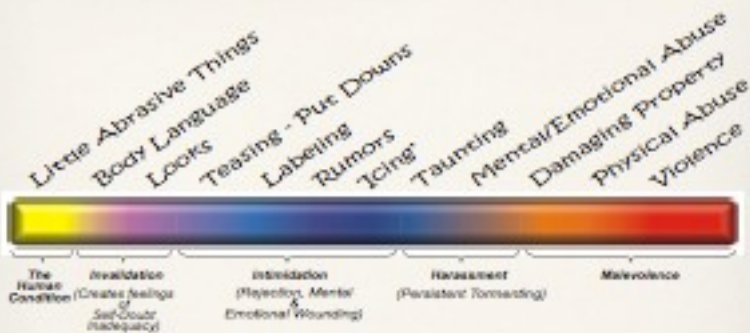 Little Abrasive Things
Body Language
Looks
Teasing - Put Downs
Labeling
Rumors
"Icing"
Taunting
Mental/Emotional Abuse
Damaging Property
Physical Abuse
Violence
The
Human
Condition
Invalidation
(Creates feelings
of
Self-Doubt
Inadequacy)
Intimidation
(Rejection, Mental
&
Emotional Wounding)
Harassment
(Persistent Tormenting)
Malevolence